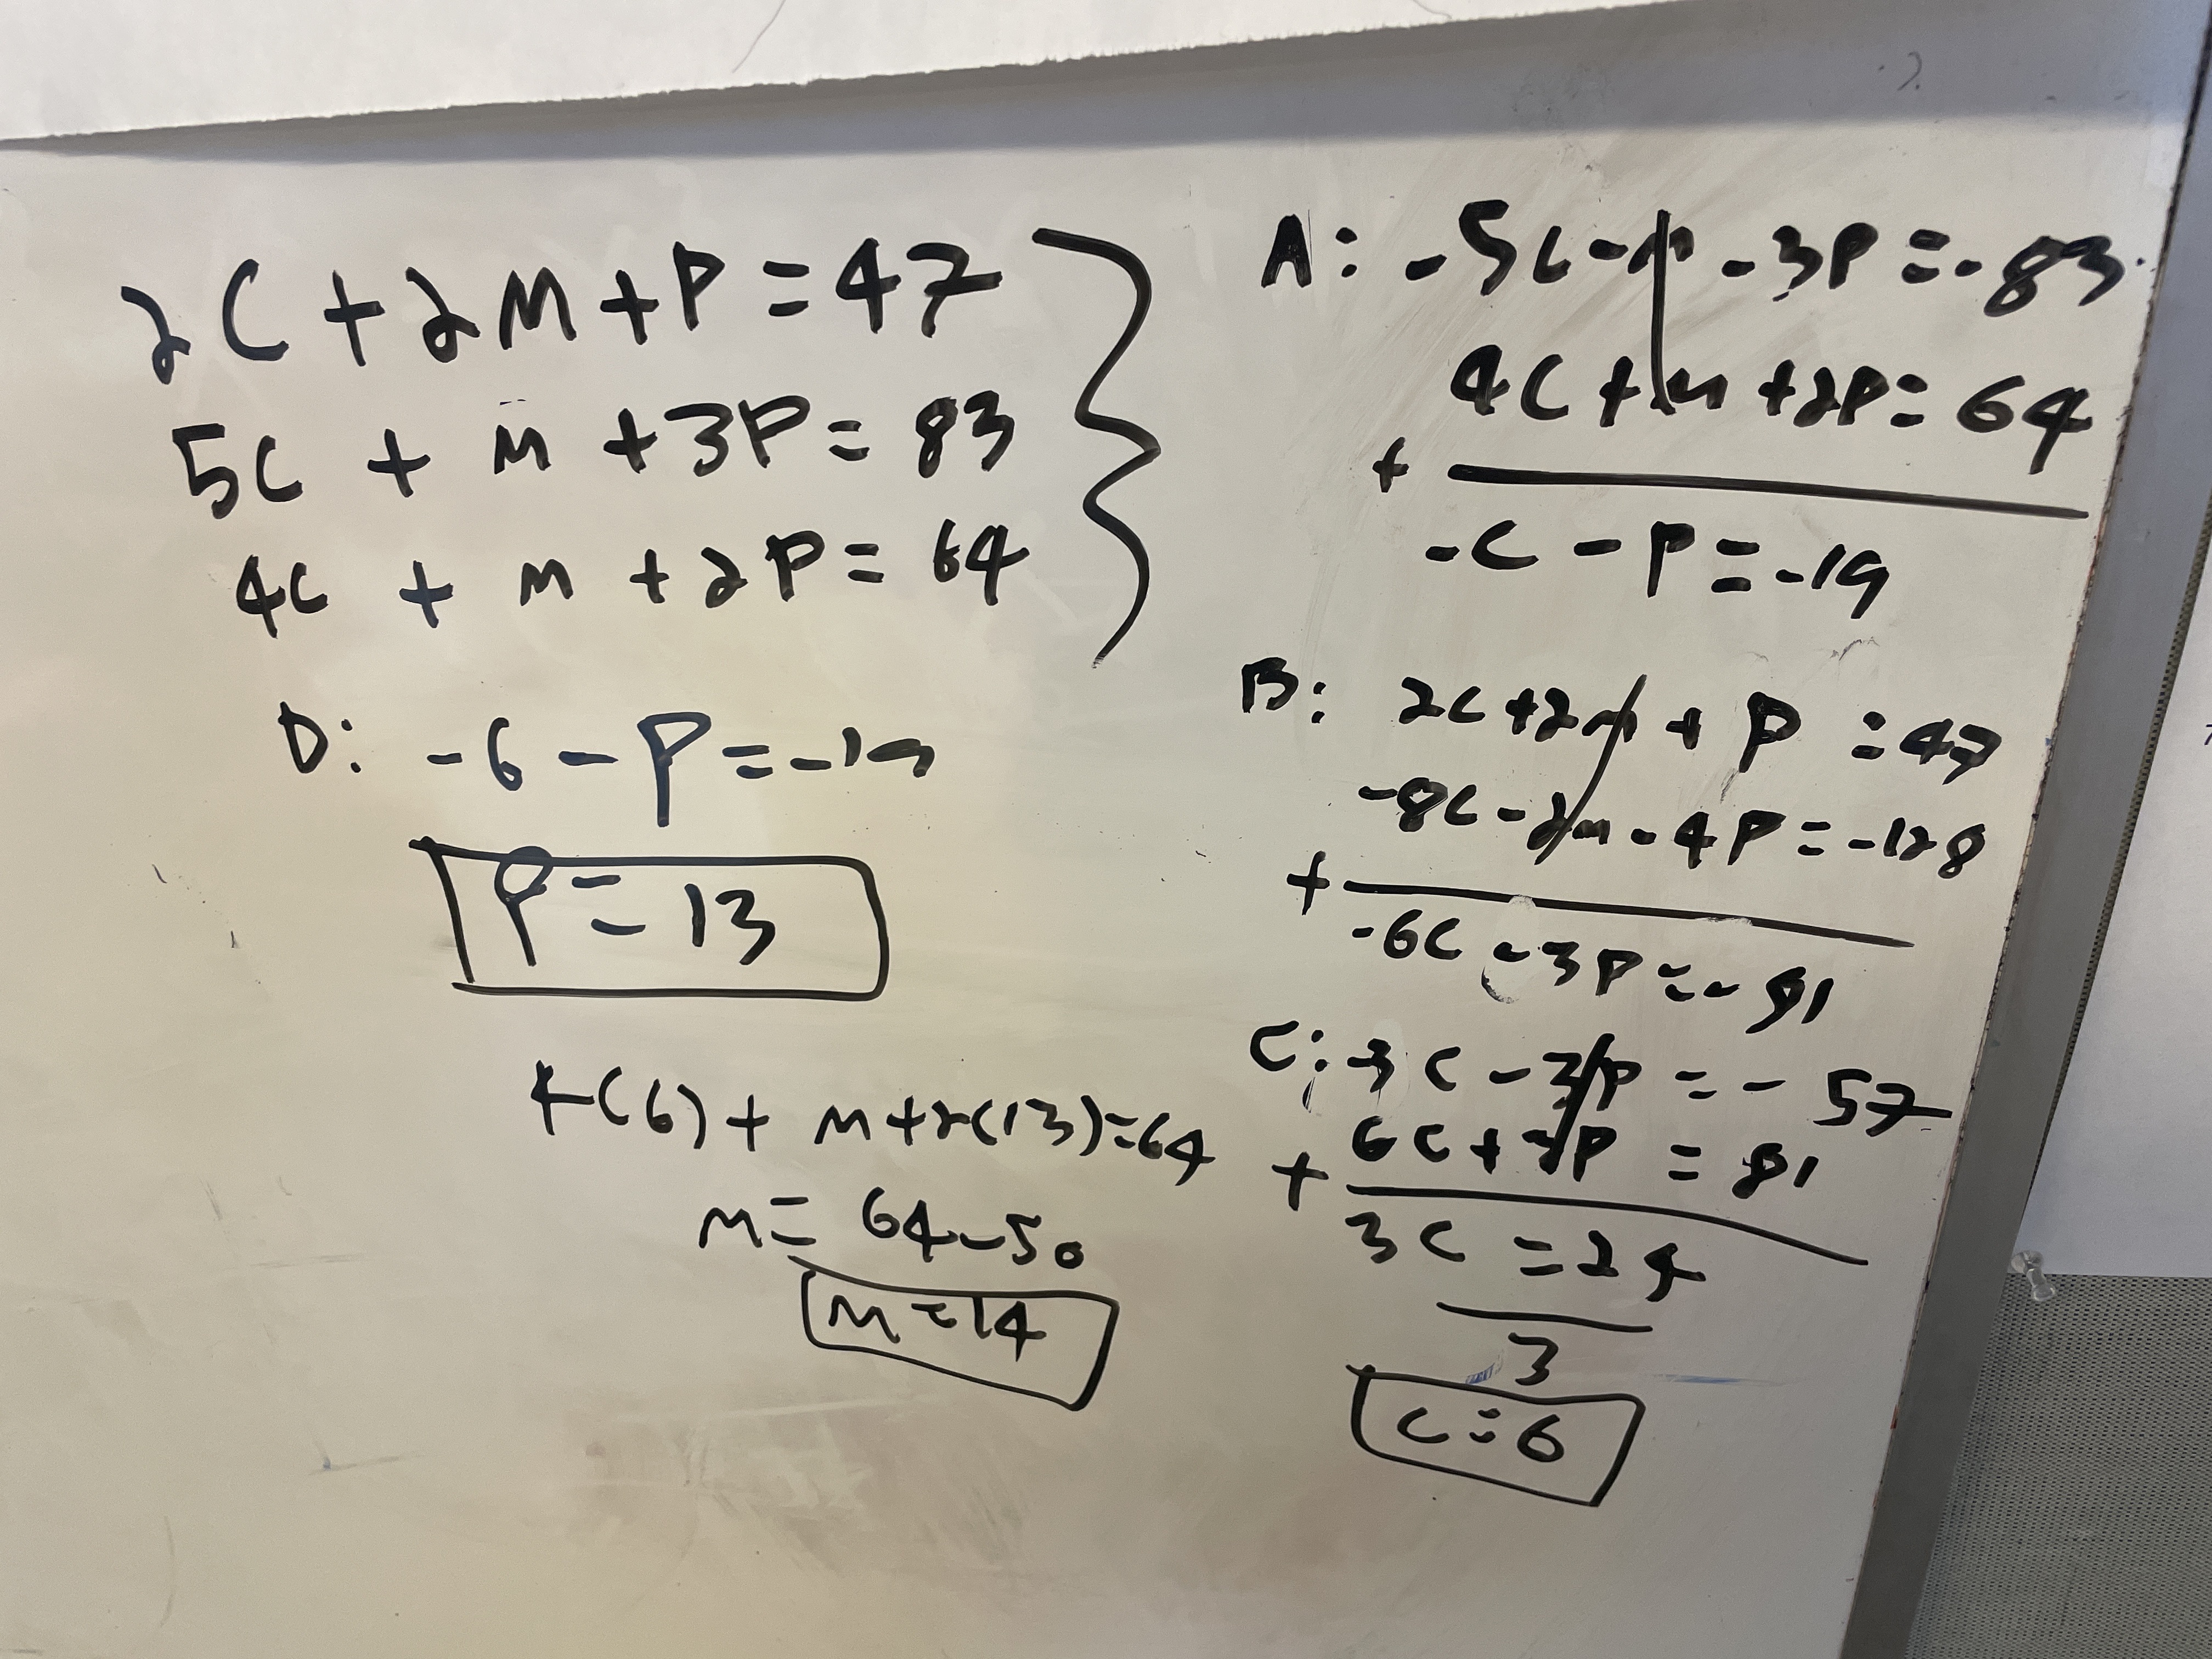 2C + 2M + P = 47
5C + M + 3P = 83
4C + M + 2P = 64
A: -5C - M - 3P = -83
4C + M + 2P = 64
+
-C - P = -19
B: 2C + 2M + P = 47
-8C - 2M - 4P = -128
+
-6C - 3P = -81
C: -3C - 3P = -57
6C + 3P = 81
+
3C = 24
3
C = 6
D: -6 - P = -19
P = 13
4(6) + M + 2(13) = 64
M = 64 - 50
M = 14